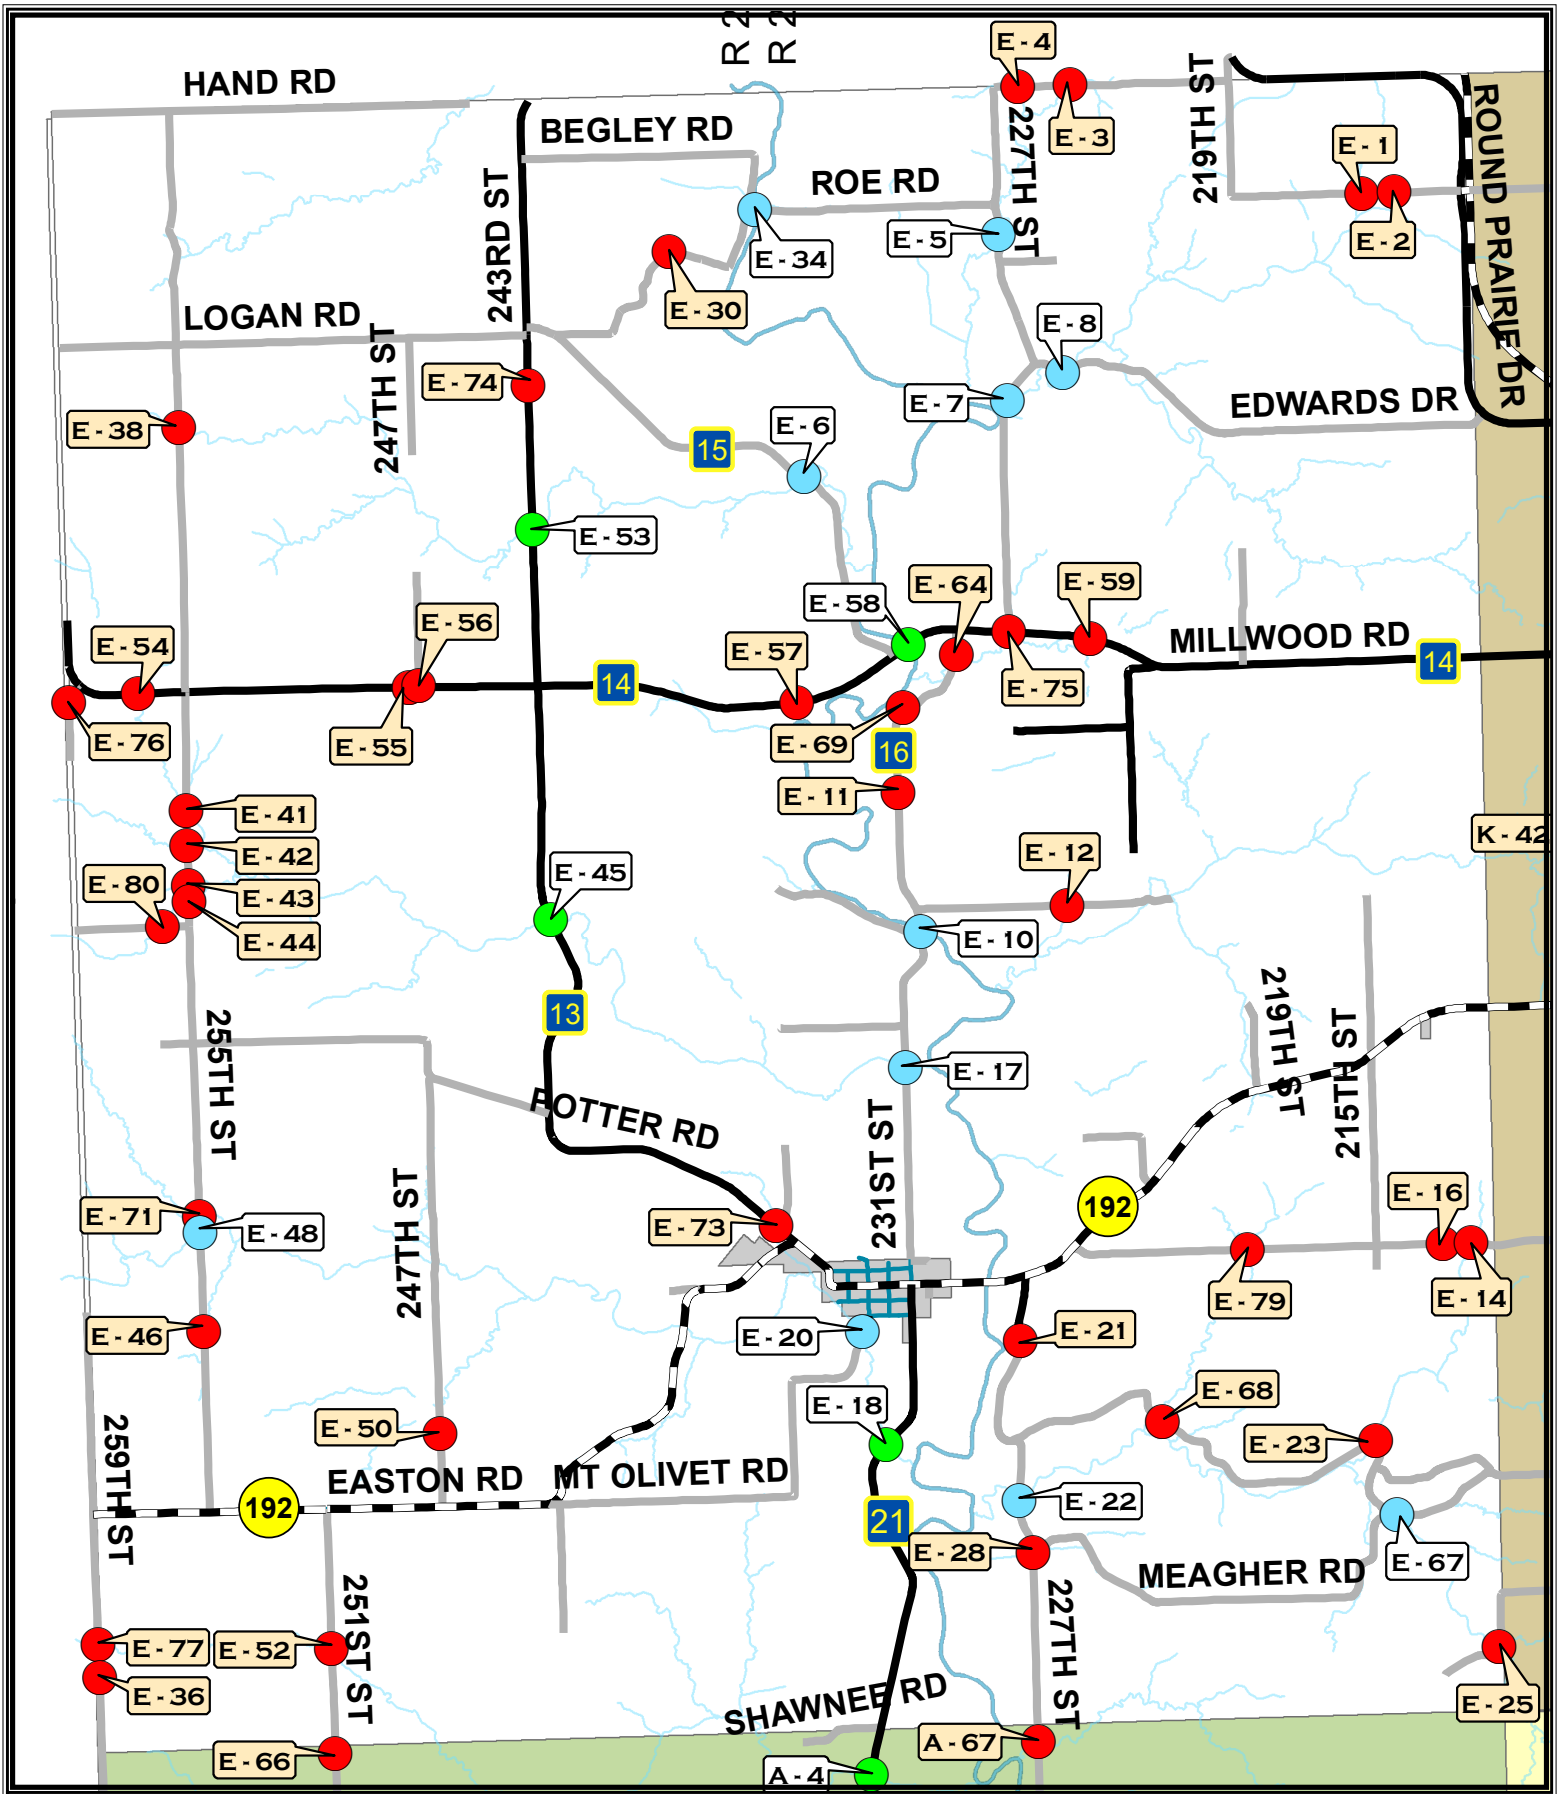 R 2
R 2
E - 4
HAND RD
219TH ST
E - 3
BEGLEY RD
227TH ST
ROUND PRAIRIE DR
E - 1
ROE RD
243RD ST
E - 5
E - 2
E - 34
E - 30
LOGAN RD
E - 8
247TH ST
E - 74
E - 7
EDWARDS DR
E - 38
E - 6
15
E - 53
E - 64
E - 59
E - 58
E - 56
MILLWOOD RD
E - 54
E - 57
14
14
E - 75
E - 76
E - 55
E - 69
16
E - 11
E - 41
K - 42
E - 42
E - 12
E - 80
E - 45
E - 43
E - 44
E - 10
13
219TH ST
215TH ST
255TH ST
E - 17
POTTER RD
231ST ST
E - 16
192
E - 71
E - 73
E - 48
247TH ST
E - 79
E - 14
E - 46
E - 20
E - 21
E - 68
E - 18
E - 50
E - 23
259TH ST
EASTON RD
MT OLIVET RD
192
E - 22
21
E - 28
E - 67
MEAGHER RD
251ST ST
227TH ST
E - 77
E - 52
E - 36
SHAWNEE RD
E - 25
A - 67
E - 66
A - 4